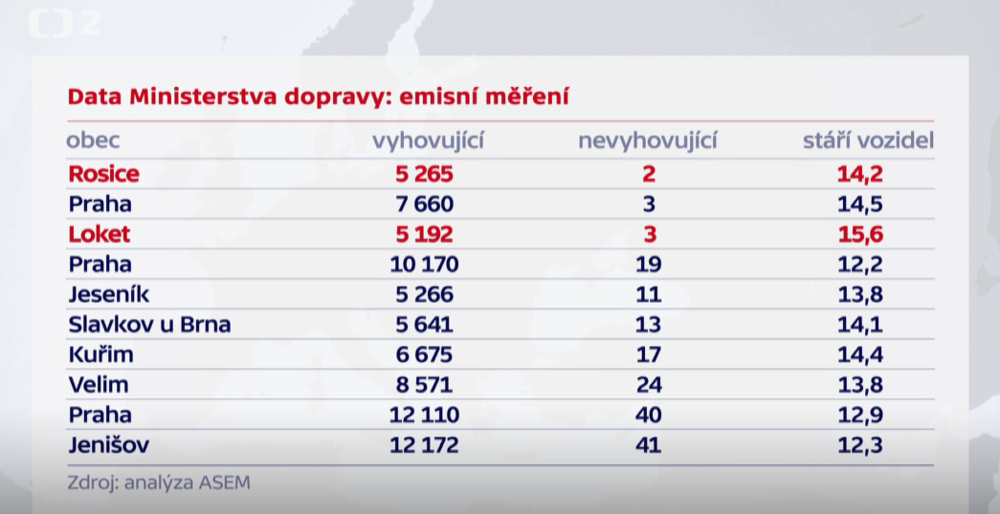 2
Data Ministerstva dopravy: emisní měření
obec vyhovující nevyhovující stáří vozidel
Rosice 5 265 2 14,2
Praha 7 660 3 14,5
Loket 5 192 3 15,6
Praha 10 170 19 12,2
Jeseník 5 266 11 13,8
Slavkov u Brna 5 641 13 14,1
Kuřim 6 675 17 14,4
Velim 8 571 24 13,8
Praha 12 110 40 12,9
Jenišov 12 172 41 12,3
Zdroj: analýza ASEM